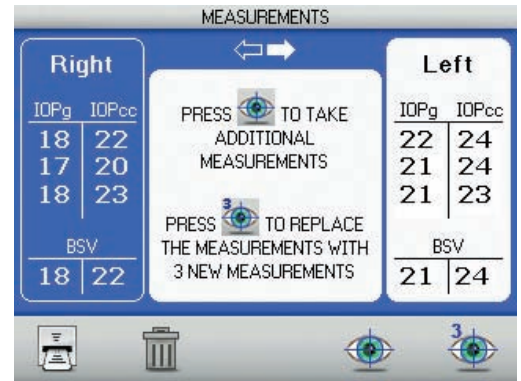 MEASUREMENTS
Right
IOPg IOPcc
18 22
17 20
18 23
BSV
18 22
PRESS TO TAKE
ADDITIONAL
MEASUREMENTS
3
PRESS TO REPLACE
THE MEASUREMENTS WITH
3 NEW MEASUREMENTS
Left
IOPg IOPcc
22 24
21 24
21 23
BSV
21 24
3